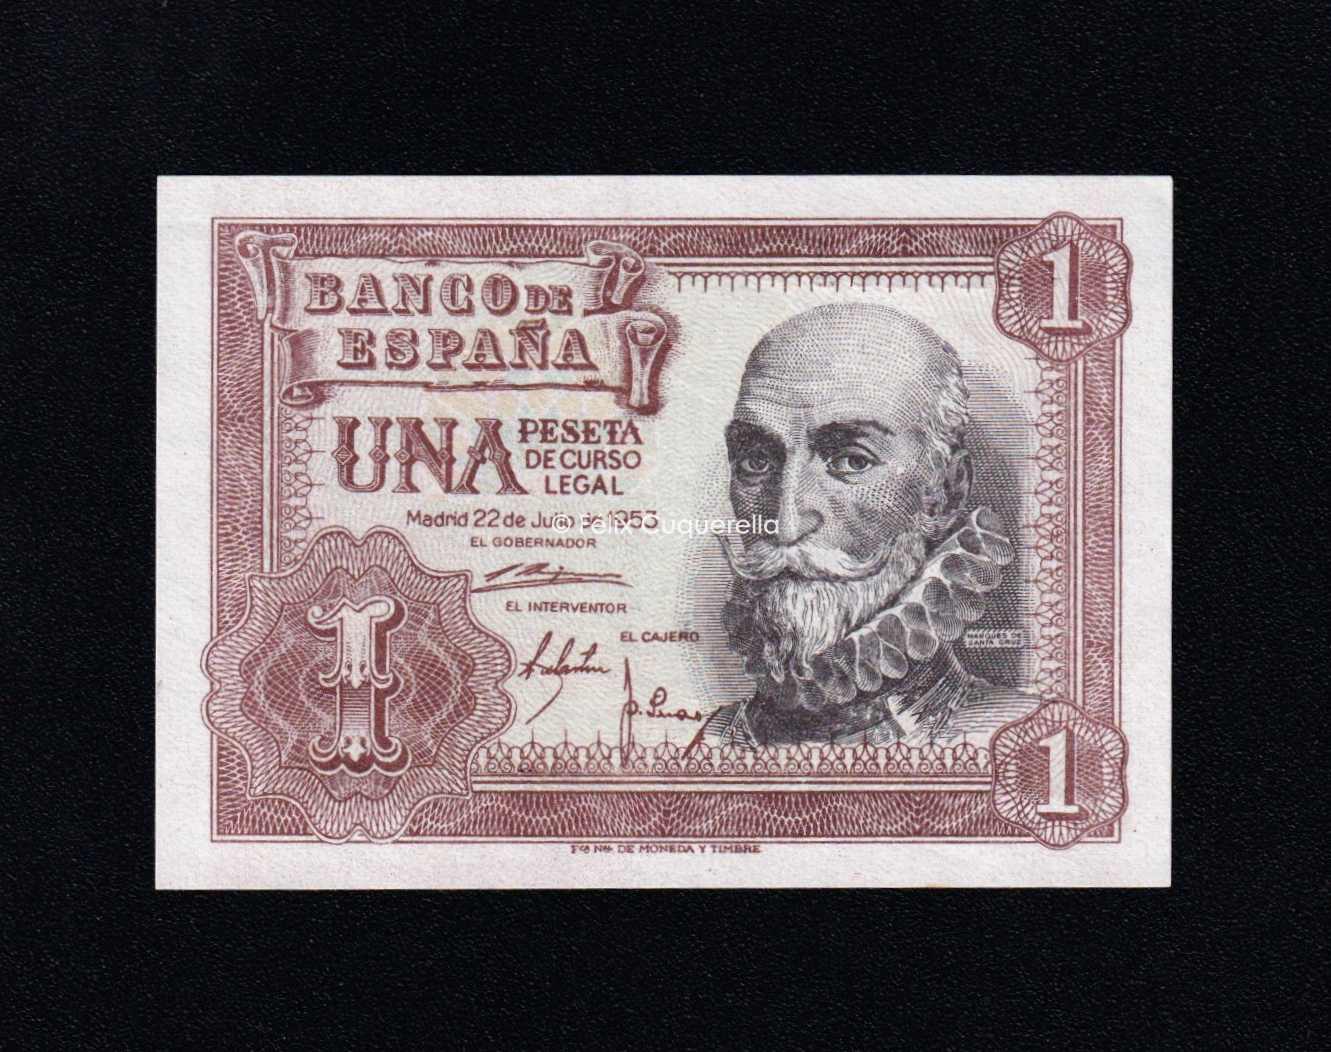 BANCO DE
ESPAÑA
1
UNA PESETA
DE CURSO
LEGAL
Madrid 22 de Julio de 1953
© Felix Cuquerella
EL GOBERNADOR
EL INTERVENTOR
EL CAJERO
MARQUES DE
SANTA CRUZ
1
1
Fca Nal. DE MONEDA Y TIMBRE